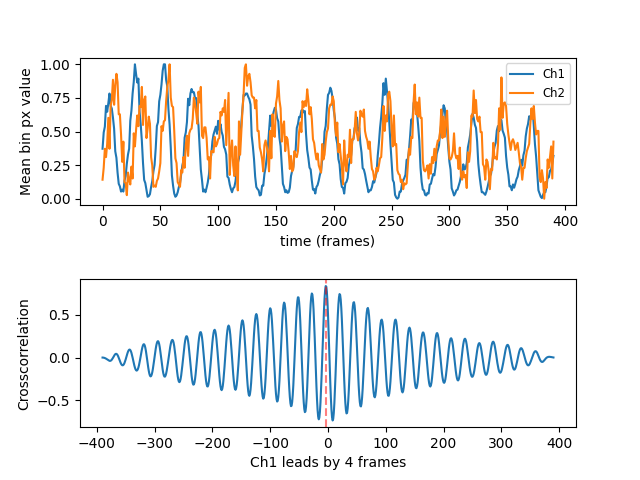 1.00
0.75
0.50
0.25
0.00
Mean bin px value
Ch1
Ch2
0 50 100 150 200 250 300 350 400
time (frames)
0.5
0.0
−0.5
Crosscorrelation
−400 −300 −200 −100 0 100 200 300 400
Ch1 leads by 4 frames